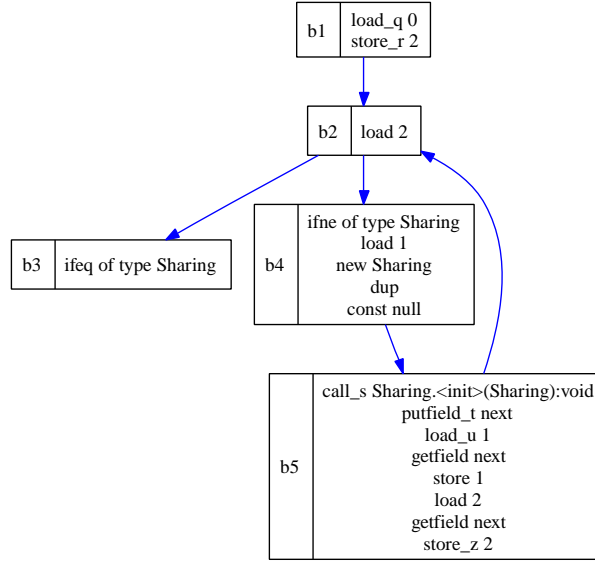 b1
load_q 0
store_r 2
b2
load 2
b3
ifeq of type Sharing
b4
ifne of type Sharing
load 1
new Sharing
dup
const null
b5
call_s Sharing.<init>(Sharing):void
putfield_t next
load_u 1
getfield next
store 1
load 2
getfield next
store_z 2